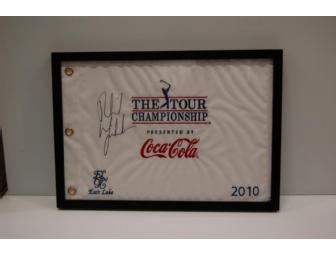 THE TOUR
CHAMPIONSHIP
PRESENTED BY
Coca-Cola
East Lake
2010